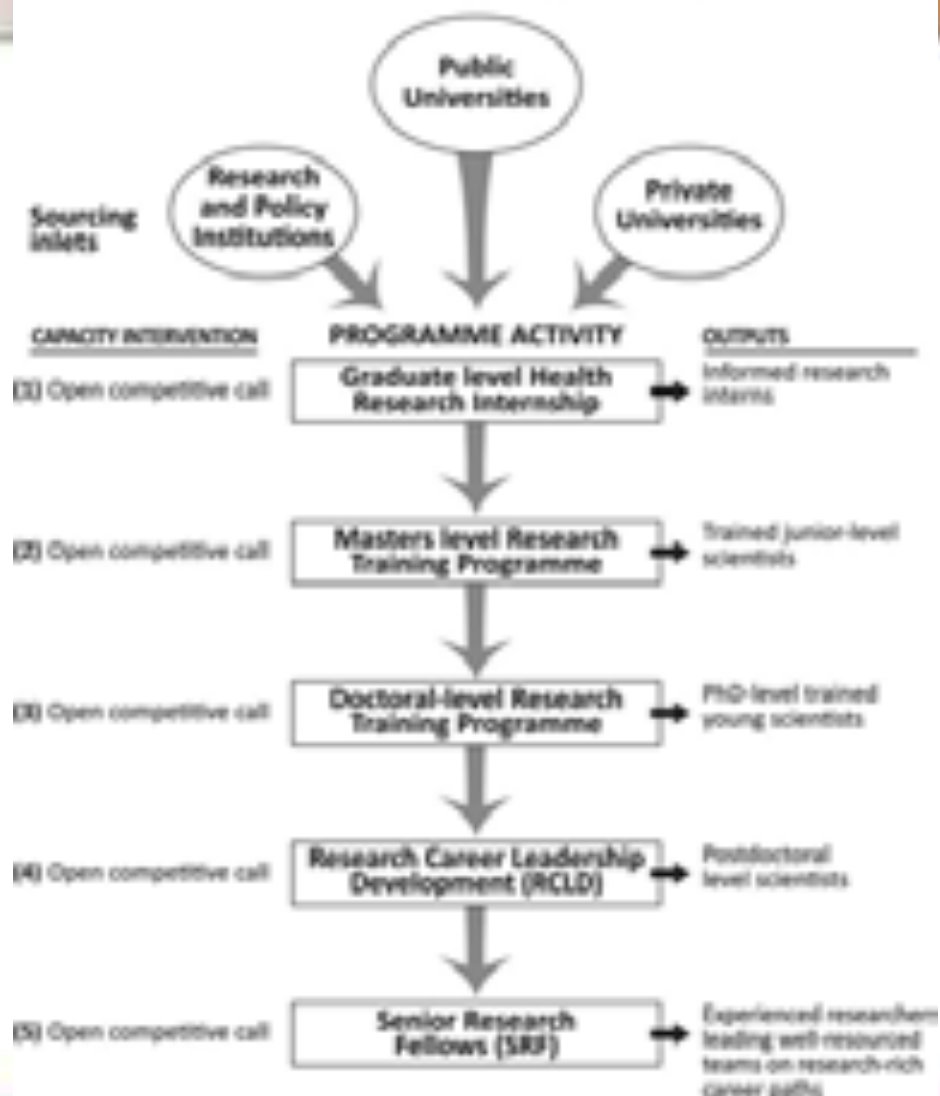 Public
Universities
Research
and Policy
Institutions
Private
Universities
Sourcing
inlets
CAPACITY INTERVENTION
PROGRAMME ACTIVITY
OUTPUTS
(1) Open competitive call
Graduate level Health
Research Internship
Informed research
interns
(2) Open competitive call
Masters level Research
Training Programme
Trained junior-level
scientists
(3) Open competitive call
Doctoral-level Research
Training Programme
PhD-level trained
young scientists
(4) Open competitive call
Research Career Leadership
Development (RCLD)
Postdoctoral
level scientists
(5) Open competitive call
Senior Research
Fellows (SRF)
Experienced researchers
leading well-resourced
teams on research-rich
career paths